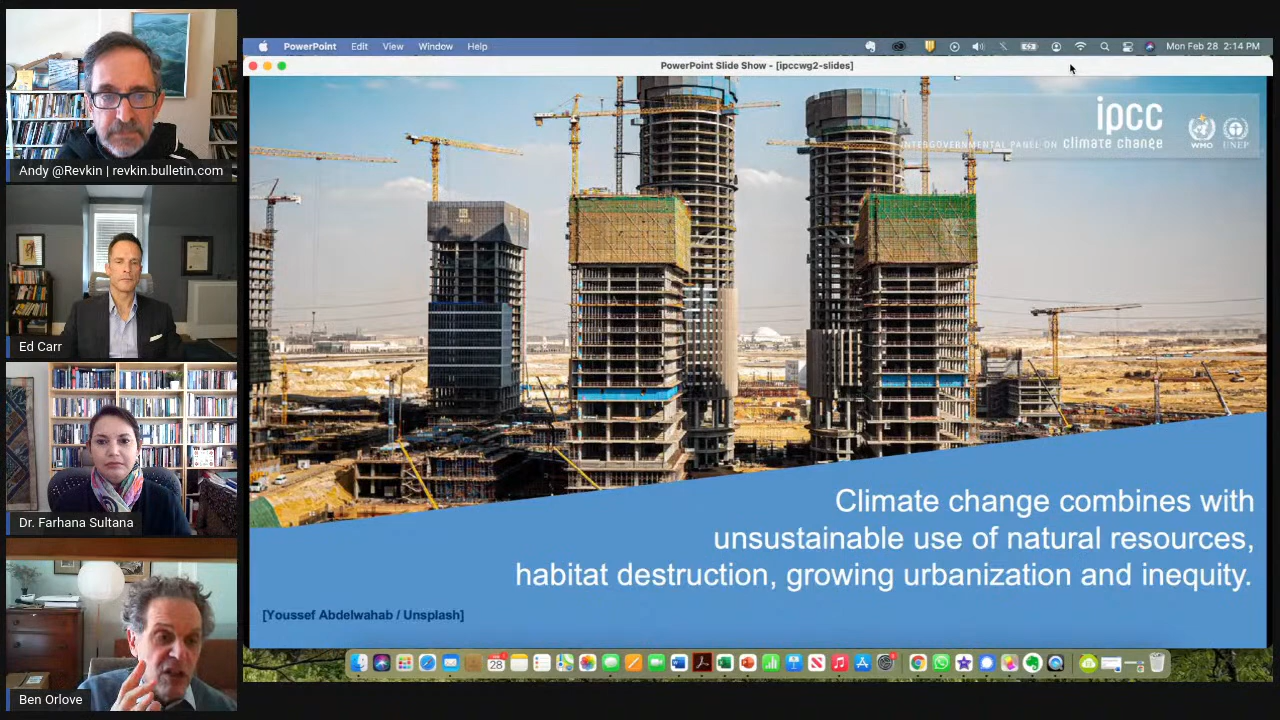 Andy @Revkin | revkin.bulletin.com
Ed Carr
Dr. Farhana Sultana
Ben Orlove
PowerPoint Edit View Window Help
Mon Feb 28 2:14 PM
PowerPoint Slide Show - [ipccwg2-slides]
ipcc
INTERGOVERNMENTAL PANEL ON climate change
WMO UNEP
Climate change combines with
unsustainable use of natural resources,
habitat destruction, growing urbanization and inequity.
[Youssef Abdelwahab / Unsplash]
28